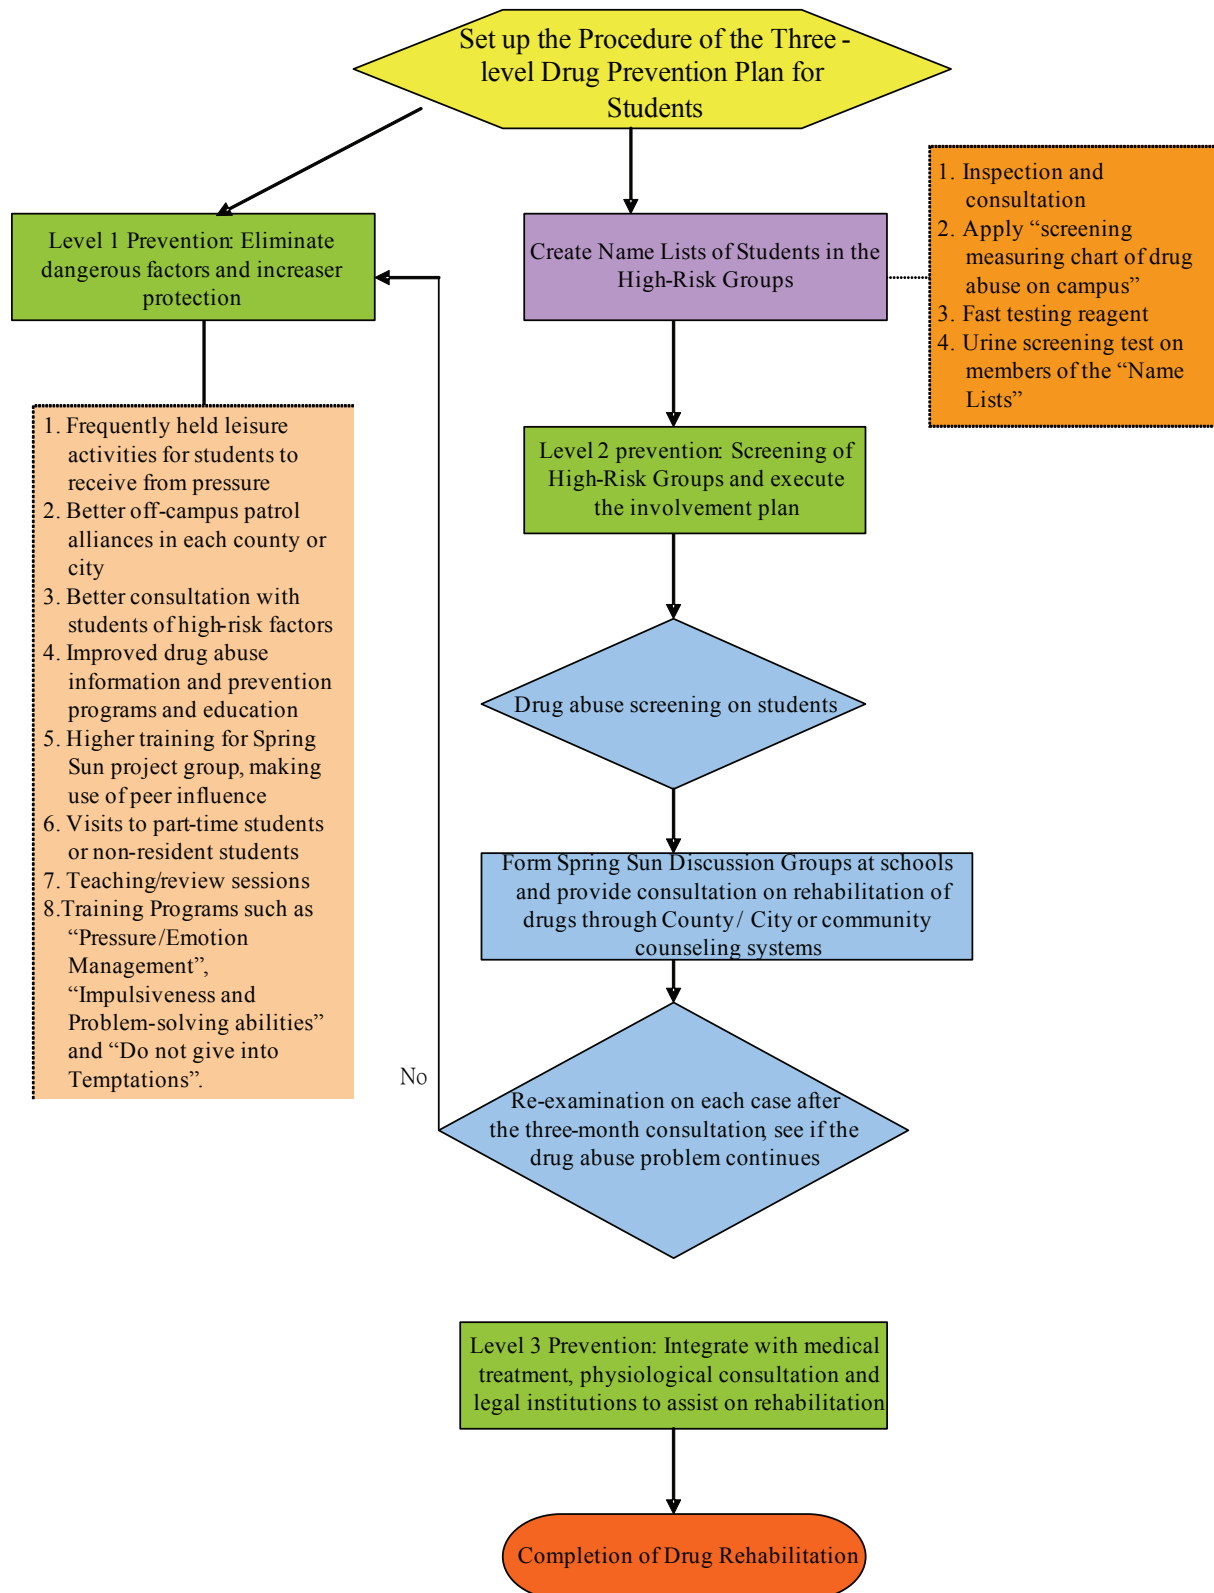 Set up the Procedure of the Three -
level Drug Prevention Plan for
Students
Level 1 Prevention: Eliminate
dangerous factors and increaser
protection
Create Name Lists of Students in the
High-Risk Groups
1. Inspection and
consultation
2. Apply “screening
measuring chart of drug
abuse on campus”
3. Fast testing reagent
4. Urine screening test on
members of the “Name
Lists”
1. Frequently held leisure
activities for students to
receive from pressure
2. Better off-campus patrol
alliances in each county or
city
3. Better consultation with
students of high-risk factors
4. Improved drug abuse
information and prevention
programs and education
5. Higher training for Spring
Sun project group, making
use of peer influence
6. Visits to part-time students
or non-resident students
7. Teaching/review sessions
8.Training Programs such as
“Pressure/Emotion
Management”,
“Impulsiveness and
Problem-solving abilities”
and “Do not give into
Temptations”.
Level 2 prevention: Screening of
High-Risk Groups and execute
the involvement plan
Drug abuse screening on students
Form Spring Sun Discussion Groups at schools
and provide consultation on rehabilitation of
drugs through County / City or community
counseling systems
No
Re-examination on each case after
the three-month consultation, see if the
drug abuse problem continues
Level 3 Prevention: Integrate with medical
treatment, physiological consultation and
legal institutions to assist on rehabilitation
Completion of Drug Rehabilitation